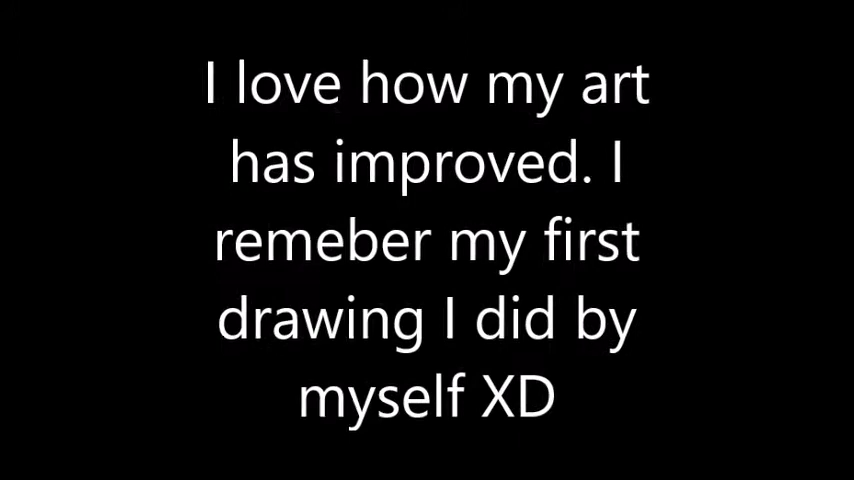 I love how my art
has improved. I
remeber my first
drawing I did by
myself XD